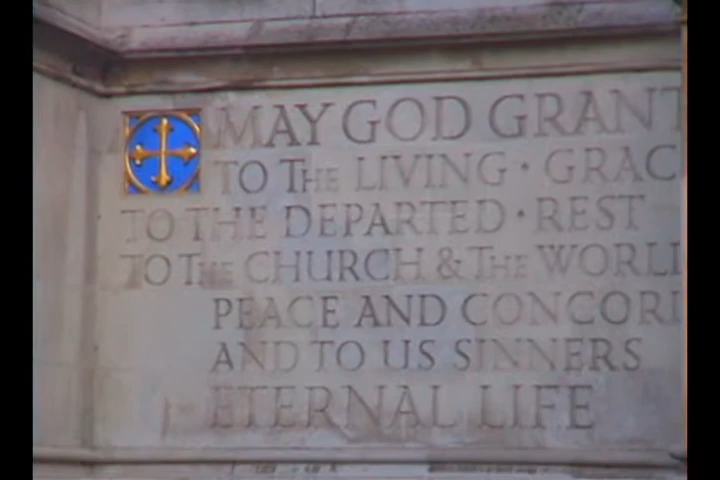 MAY GOD GRANT
TO THE LIVING · GRAC
TO THE DEPARTED · REST
TO THE CHURCH & THE WORL
PEACE AND CONCOR
AND TO US SINNERS
ETERNAL LIFE